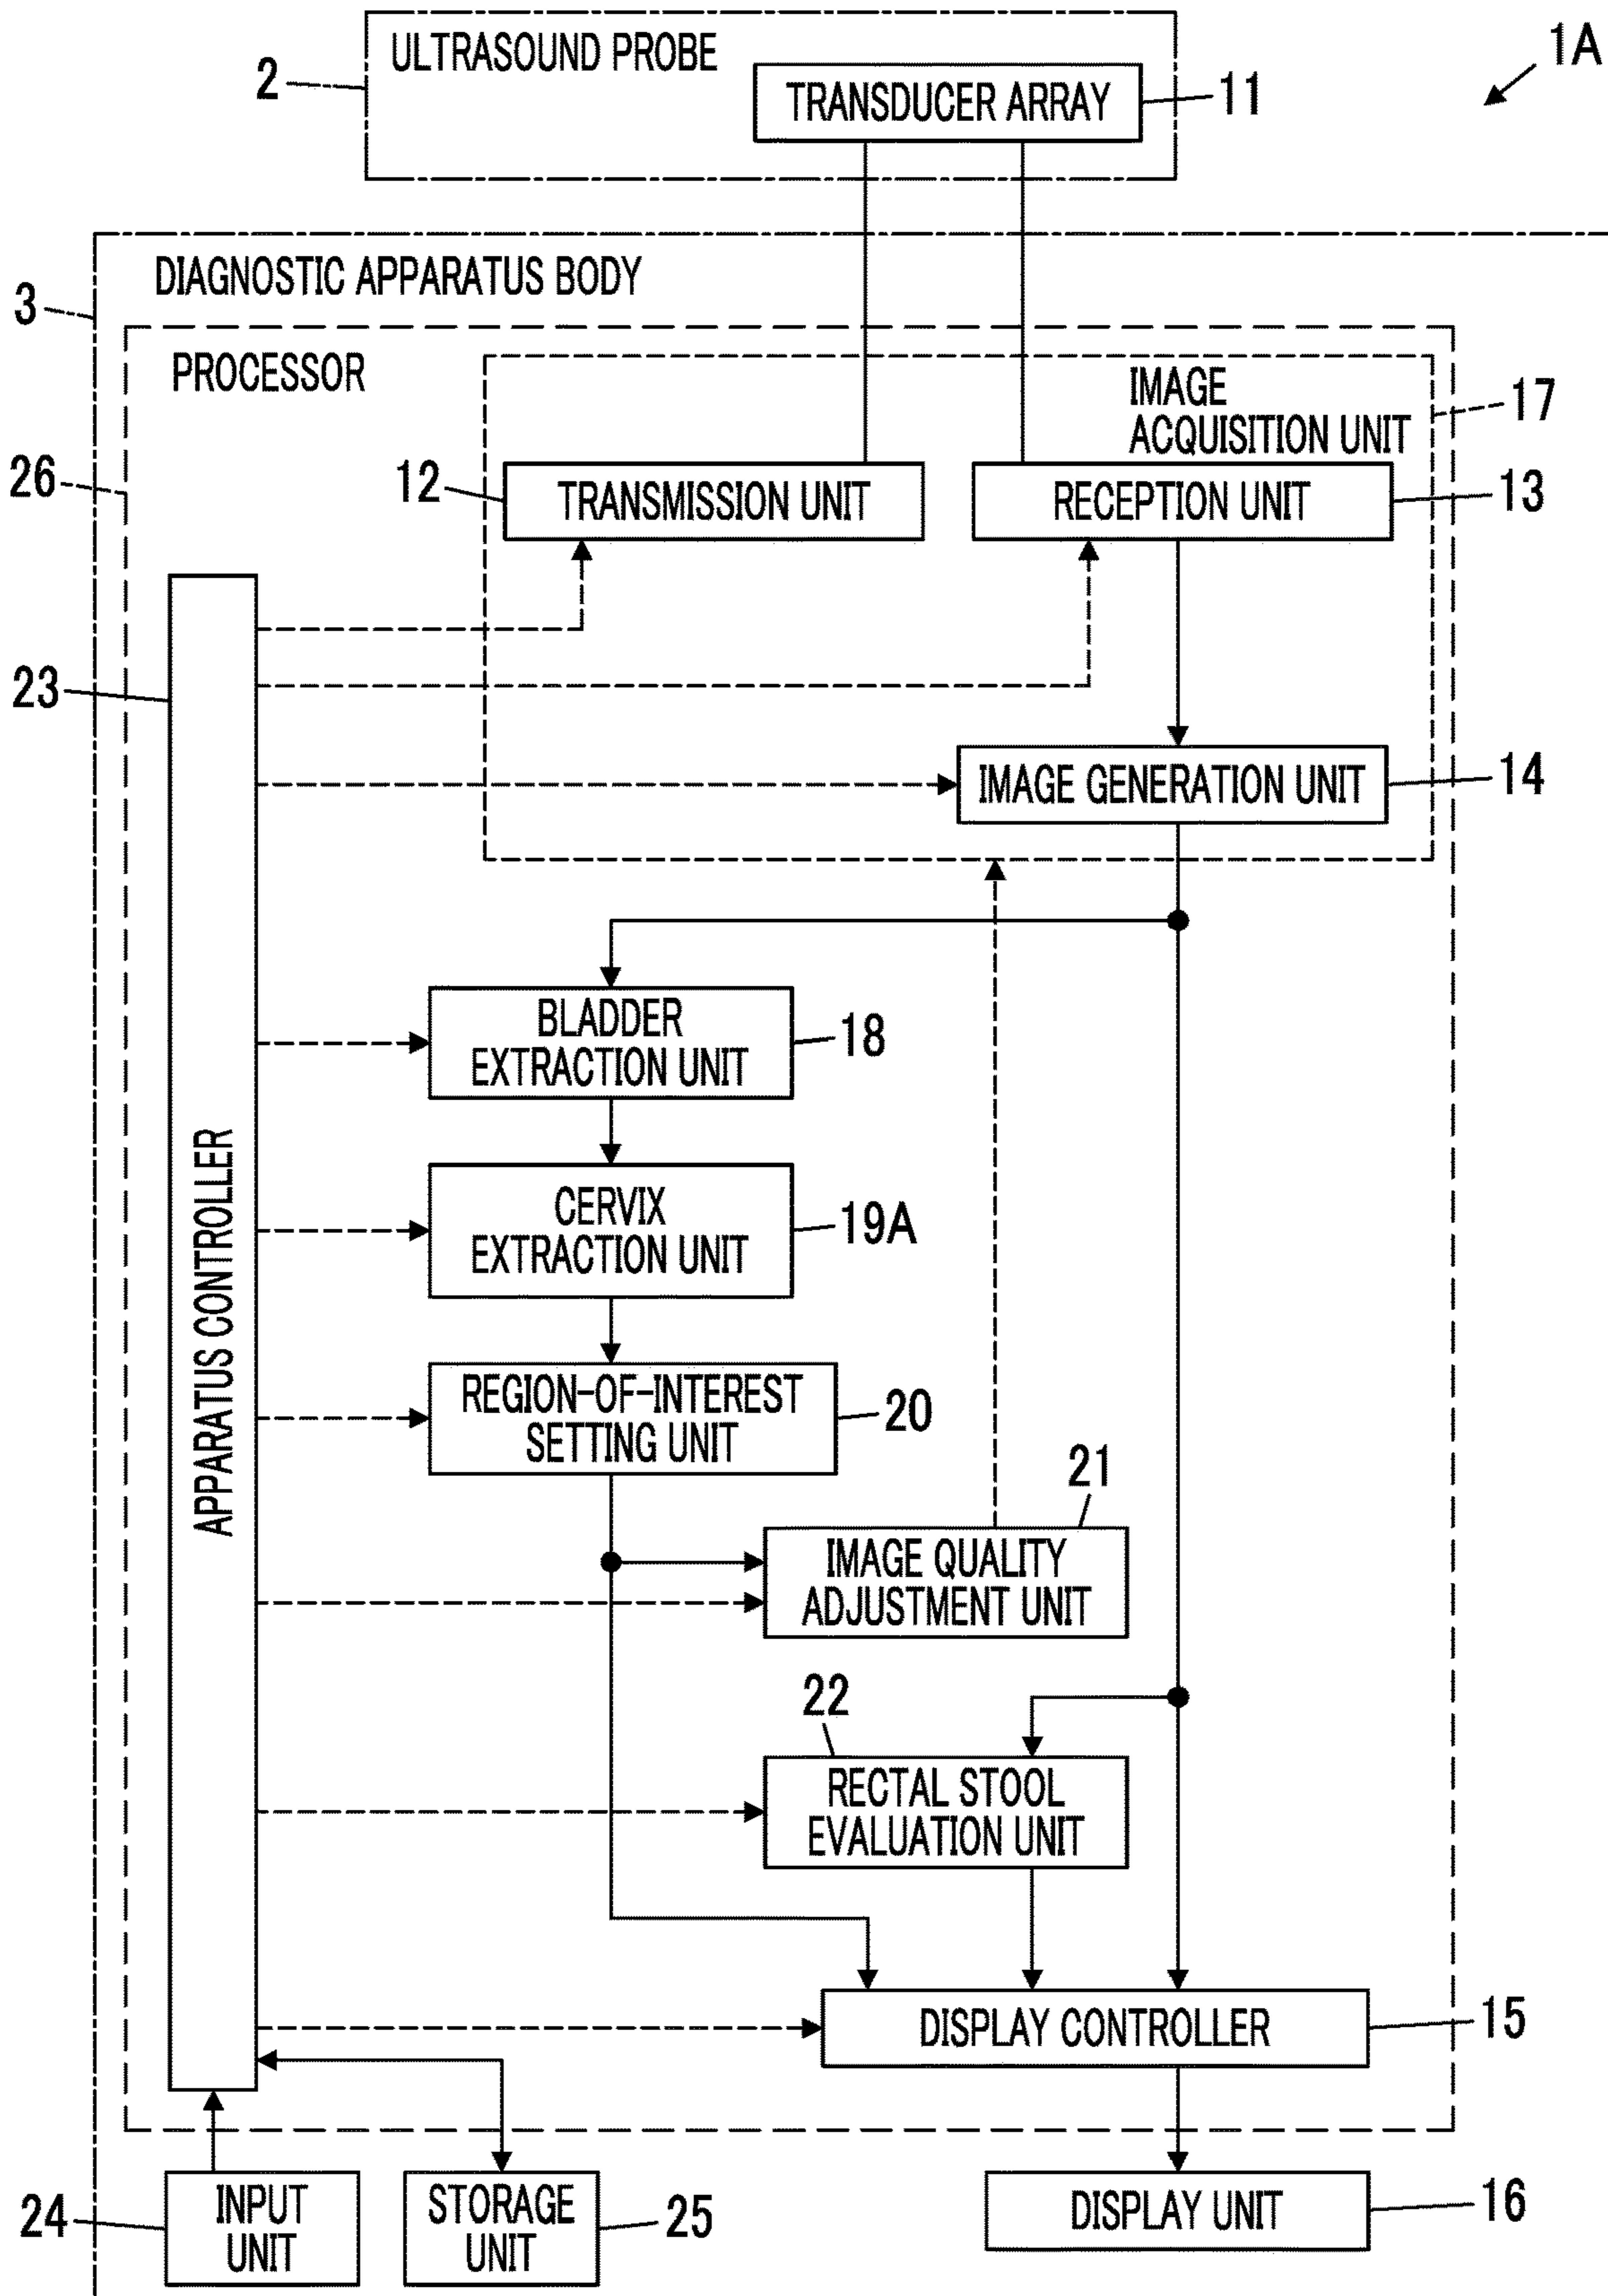 1A
ULTRASOUND PROBE
2
TRANSDUCER ARRAY
11
DIAGNOSTIC APPARATUS BODY
3
PROCESSOR
IMAGE
ACQUISITION UNIT
17
26
12
TRANSMISSION UNIT
RECEPTION UNIT
13
23
IMAGE GENERATION UNIT
14
BLADDER
EXTRACTION UNIT
18
APPARATUS CONTROLLER
CERVIX
EXTRACTION UNIT
19A
REGION-OF-INTEREST
SETTING UNIT
20
21
IMAGE QUALITY
ADJUSTMENT UNIT
22
RECTAL STOOL
EVALUATION UNIT
DISPLAY CONTROLLER
15
24
INPUT
UNIT
STORAGE
UNIT
25
DISPLAY UNIT
16